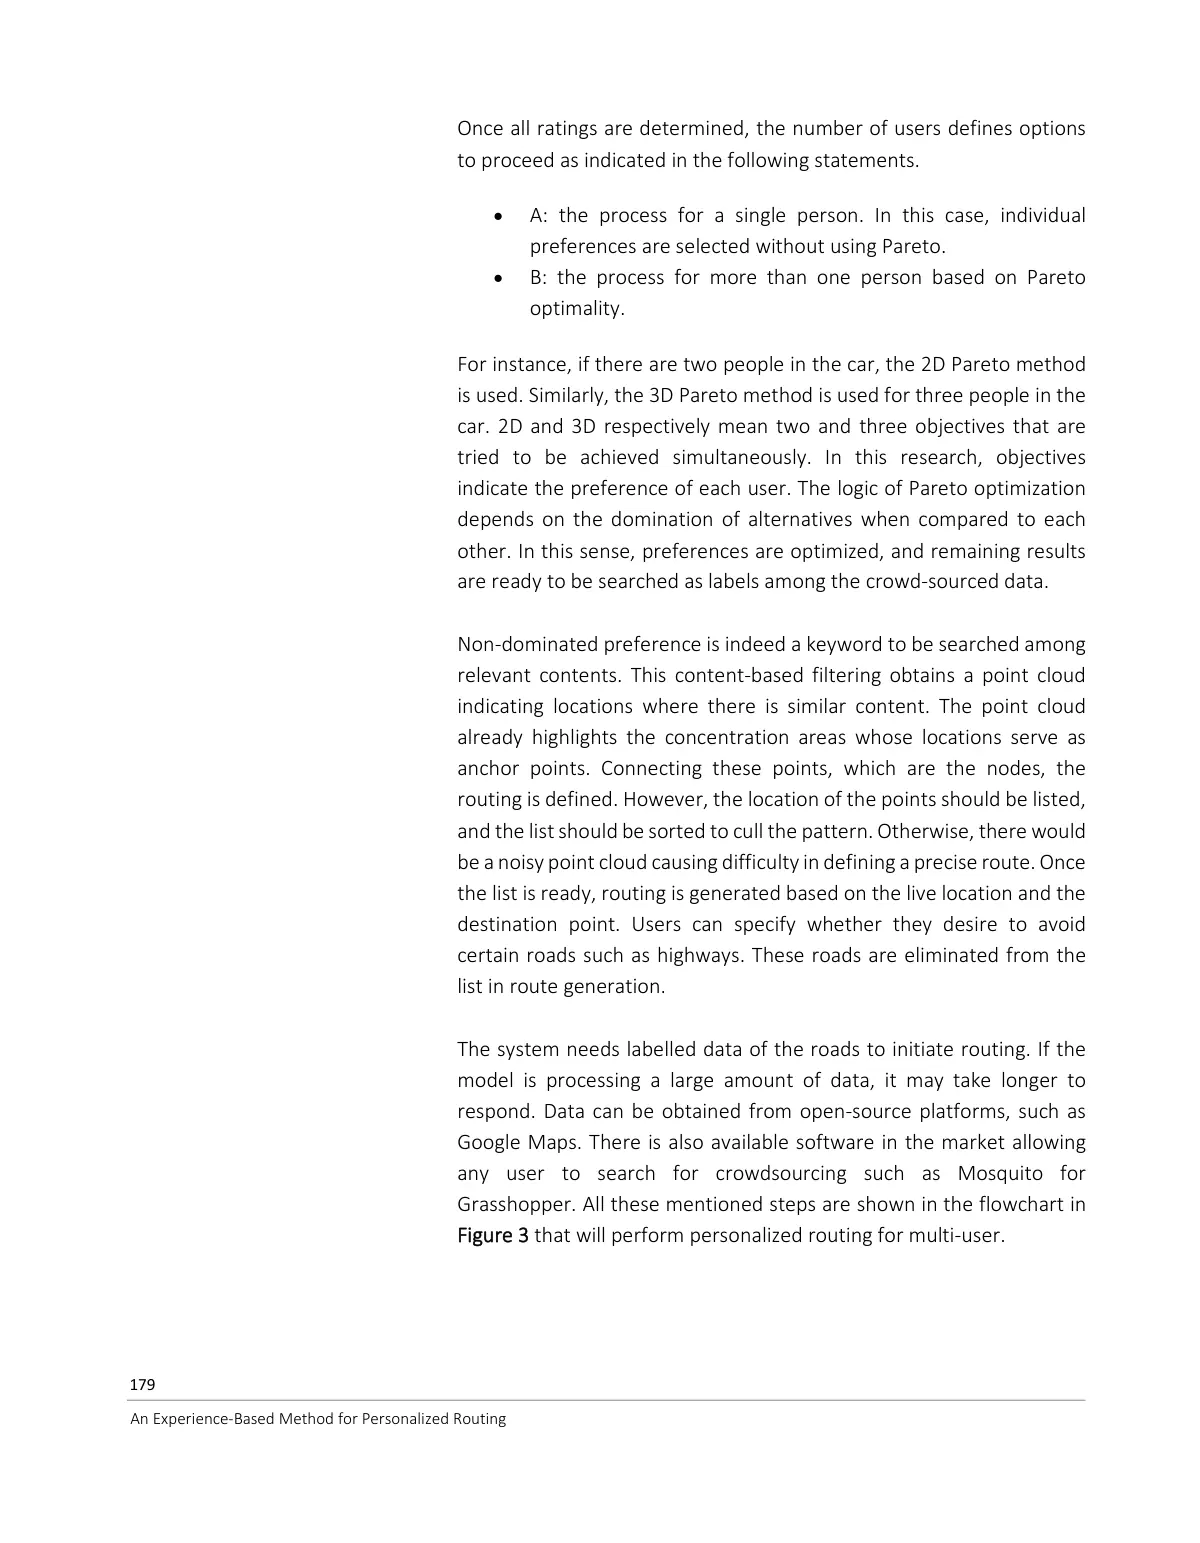 Once all ratings are determined, the number of users defines options
to proceed as indicated in the following statements.
• A: the process for a single person. In this case, individual
preferences are selected without using Pareto.
• B: the process for more than one person based on Pareto
optimality.
For instance, if there are two people in the car, the 2D Pareto method
is used. Similarly, the 3D Pareto method is used for three people in the
car. 2D and 3D respectively mean two and three objectives that are
tried to be achieved simultaneously. In this research, objectives
indicate the preference of each user. The logic of Pareto optimization
depends on the domination of alternatives when compared to each
other. In this sense, preferences are optimized, and remaining results
are ready to be searched as labels among the crowd-sourced data.
Non-dominated preference is indeed a keyword to be searched among
relevant contents. This content-based filtering obtains a point cloud
indicating locations where there is similar content. The point cloud
already highlights the concentration areas whose locations serve as
anchor points. Connecting these points, which are the nodes, the
routing is defined. However, the location of the points should be listed,
and the list should be sorted to cull the pattern. Otherwise, there would
be a noisy point cloud causing difficulty in defining a precise route. Once
the list is ready, routing is generated based on the live location and the
destination point. Users can specify whether they desire to avoid
certain roads such as highways. These roads are eliminated from the
list in route generation.
The system needs labelled data of the roads to initiate routing. If the
model is processing a large amount of data, it may take longer to
respond. Data can be obtained from open-source platforms, such as
Google Maps. There is also available software in the market allowing
any user to search for crowdsourcing such as Mosquito for
Grasshopper. All these mentioned steps are shown in the flowchart in
Figure 3 that will perform personalized routing for multi-user.
179
An Experience-Based Method for Personalized Routing